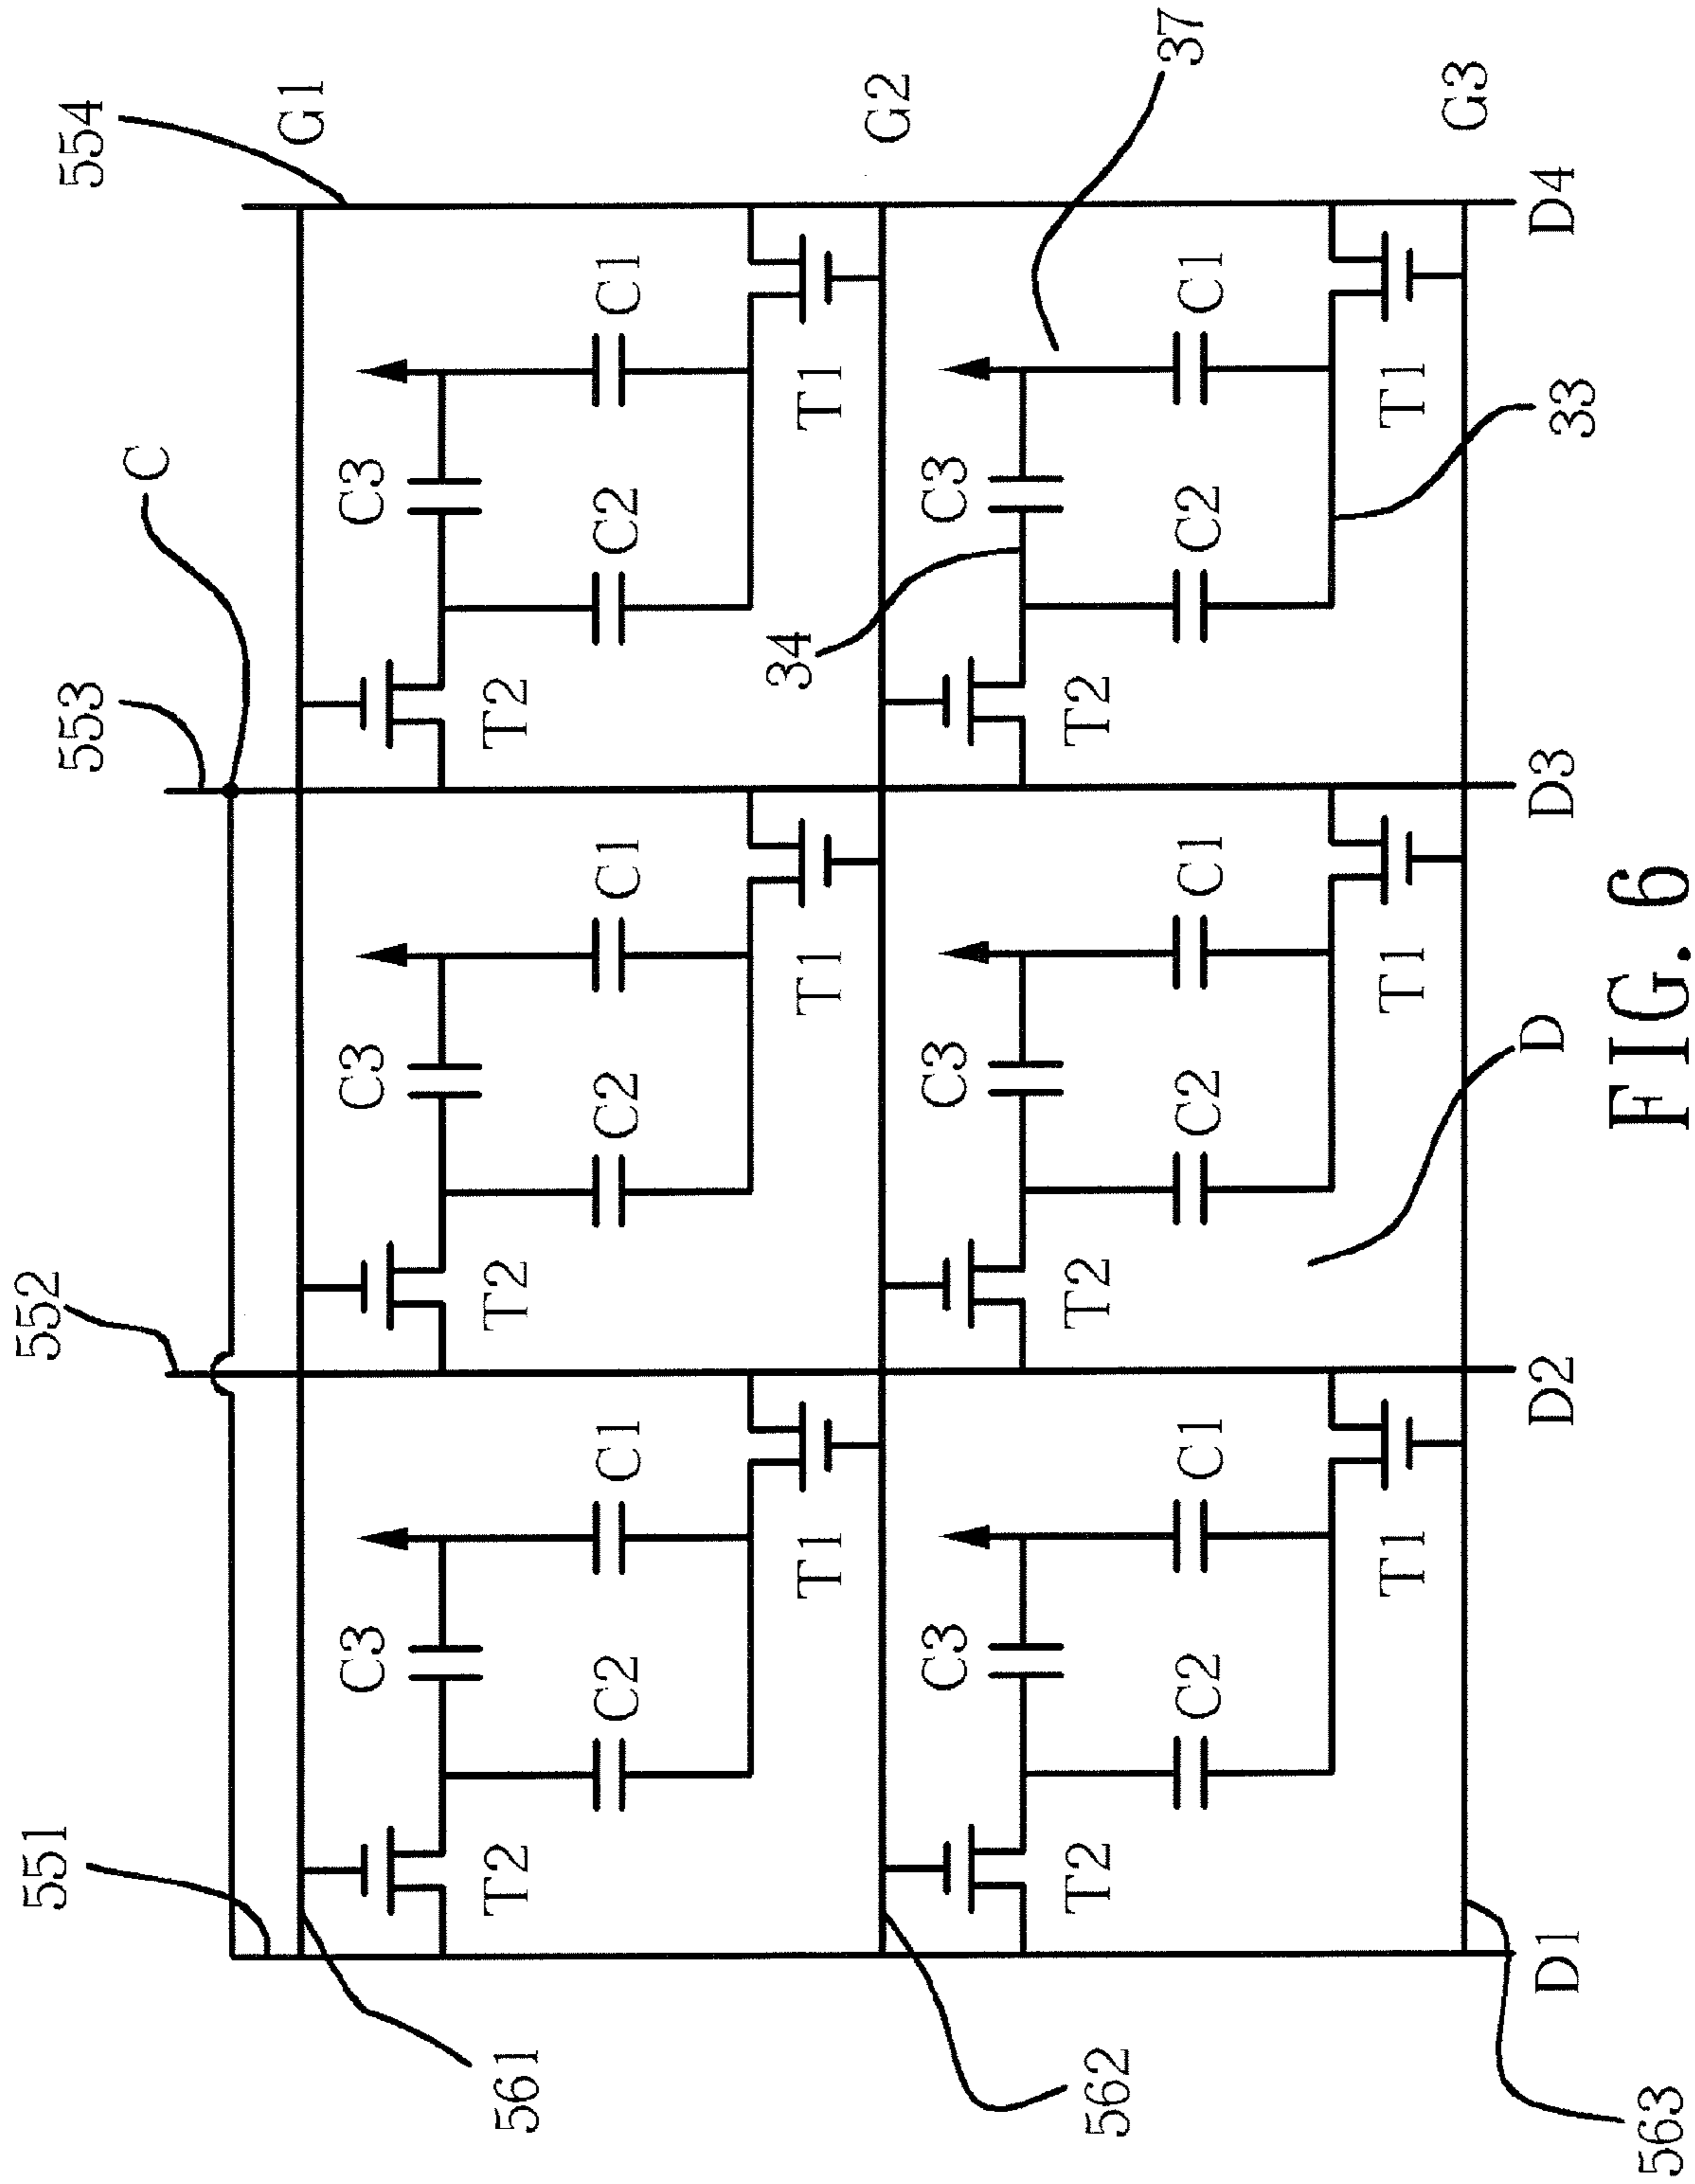 551 552 553 554
C
G1
C3 C3 C3
561 T2 T2 T2
C2 C1 C2 C1 C2 C1
34
T1 T1 T1
G2
C3 C3 C3
562 T2 T2 T2
37
C2 C1 C2 C1 C2 C1
T1 T1 T1
G3
D1 D2 D D3 D4
33
563
FIG. 6